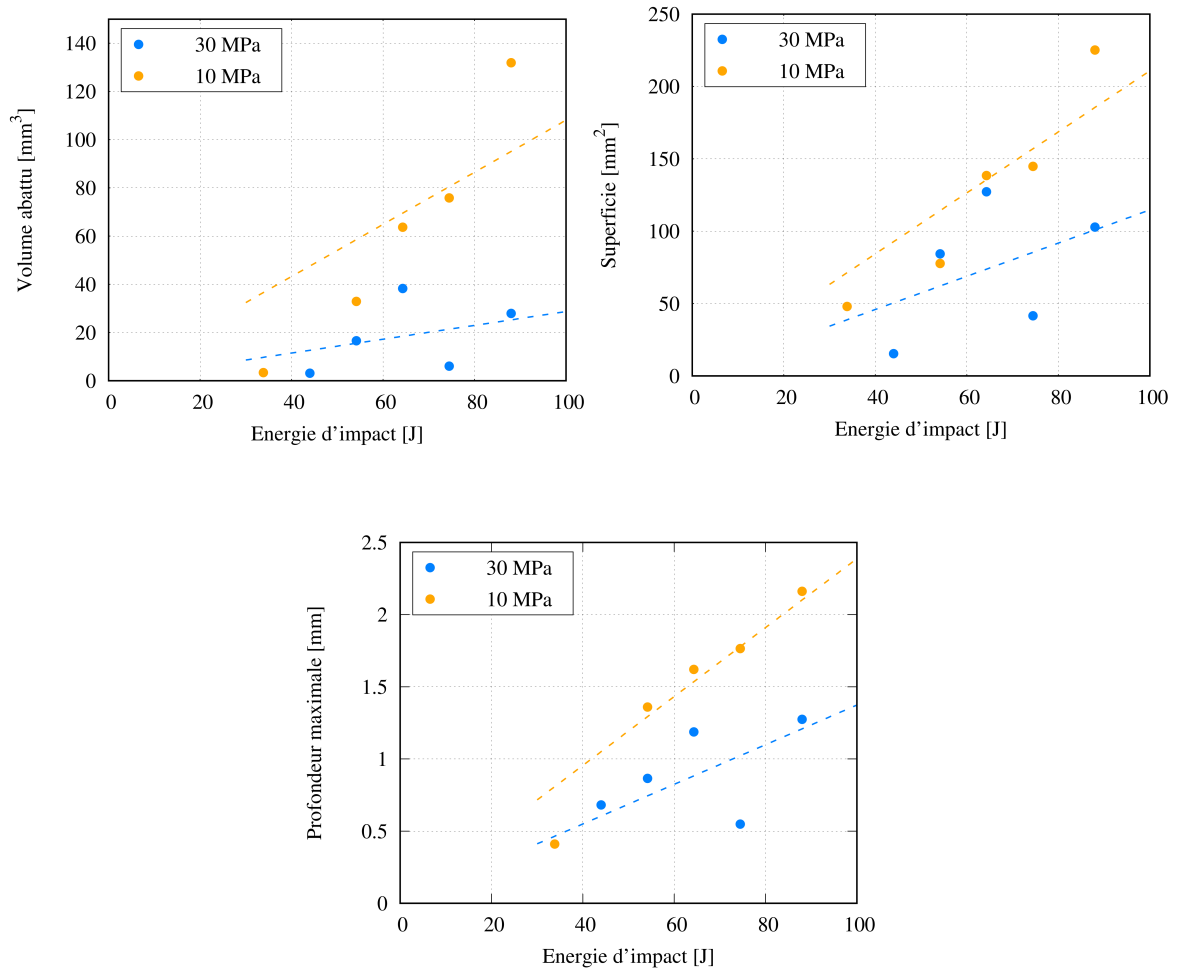 140
120
100
80
60
40
20
0
Volume abattu [mm³]
30 MPa
10 MPa
0 20 40 60 80 100
Energie d’impact [J]
250
200
150
100
50
0
Superficie [mm²]
30 MPa
10 MPa
0 20 40 60 80 100
Energie d’impact [J]
2.5
2
1.5
1
0.5
0
Profondeur maximale [mm]
30 MPa
10 MPa
0 20 40 60 80 100
Energie d’impact [J]